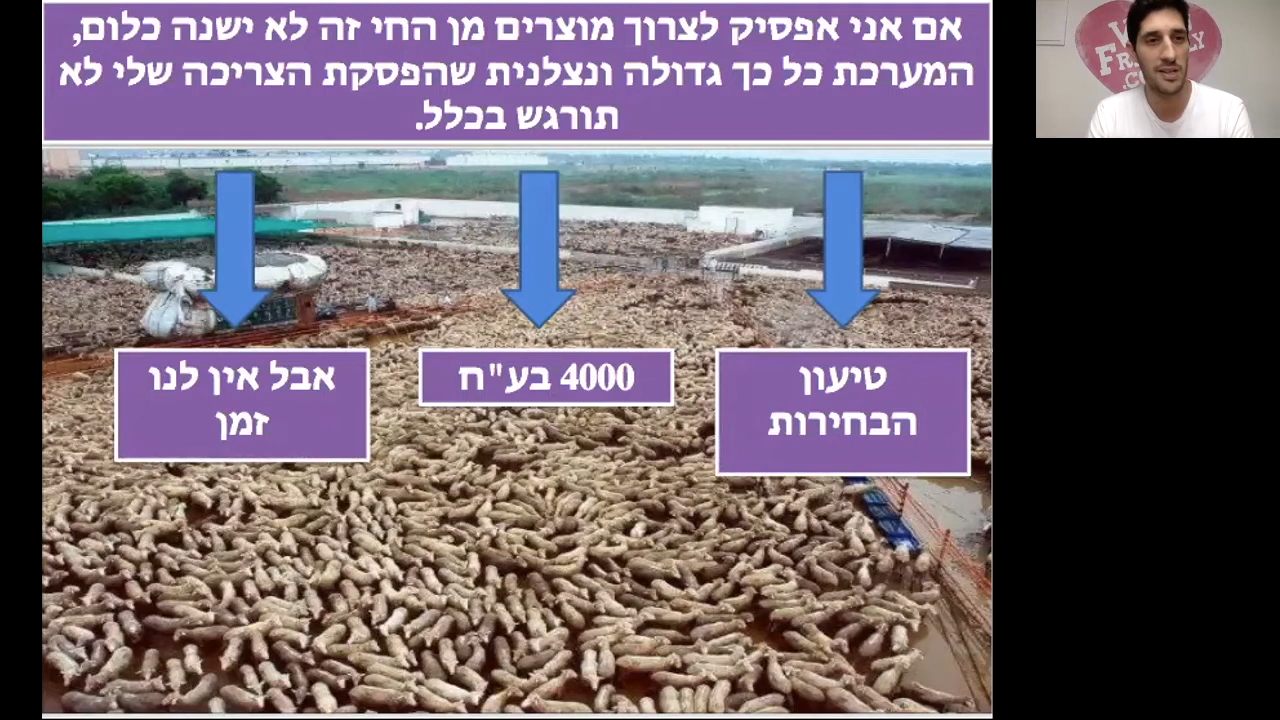 אם אני אפסיק לצרוך מוצרים מן החי זה לא ישנה כלום,
המערכת כל כך גדולה ונצלנית שהפסקת הצריכה שלי לא
תורגש בכלל.
טיעון
הבחירות
4000 בע"ח
אבל אין לנו
זמן